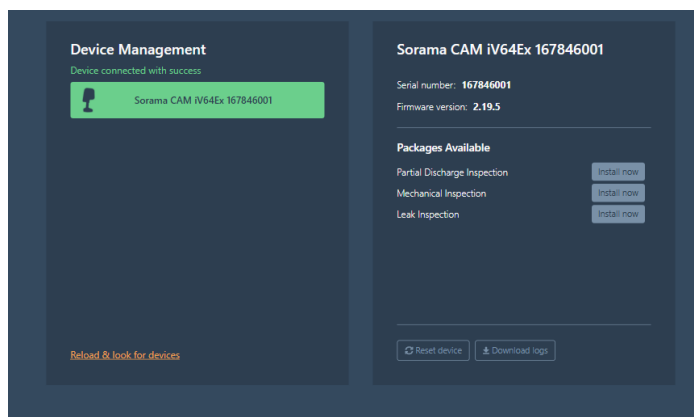 Device Management
Device connected with success
Sorama CAM iV64Ex 167846001
Reload & look for devices
Sorama CAM iV64Ex 167846001
Serial number: 167846001
Firmware version: 2.19.5
Packages Available
Partial Discharge Inspection Install now
Mechanical Inspection Install now
Leak Inspection Install now
Reset device Download logs